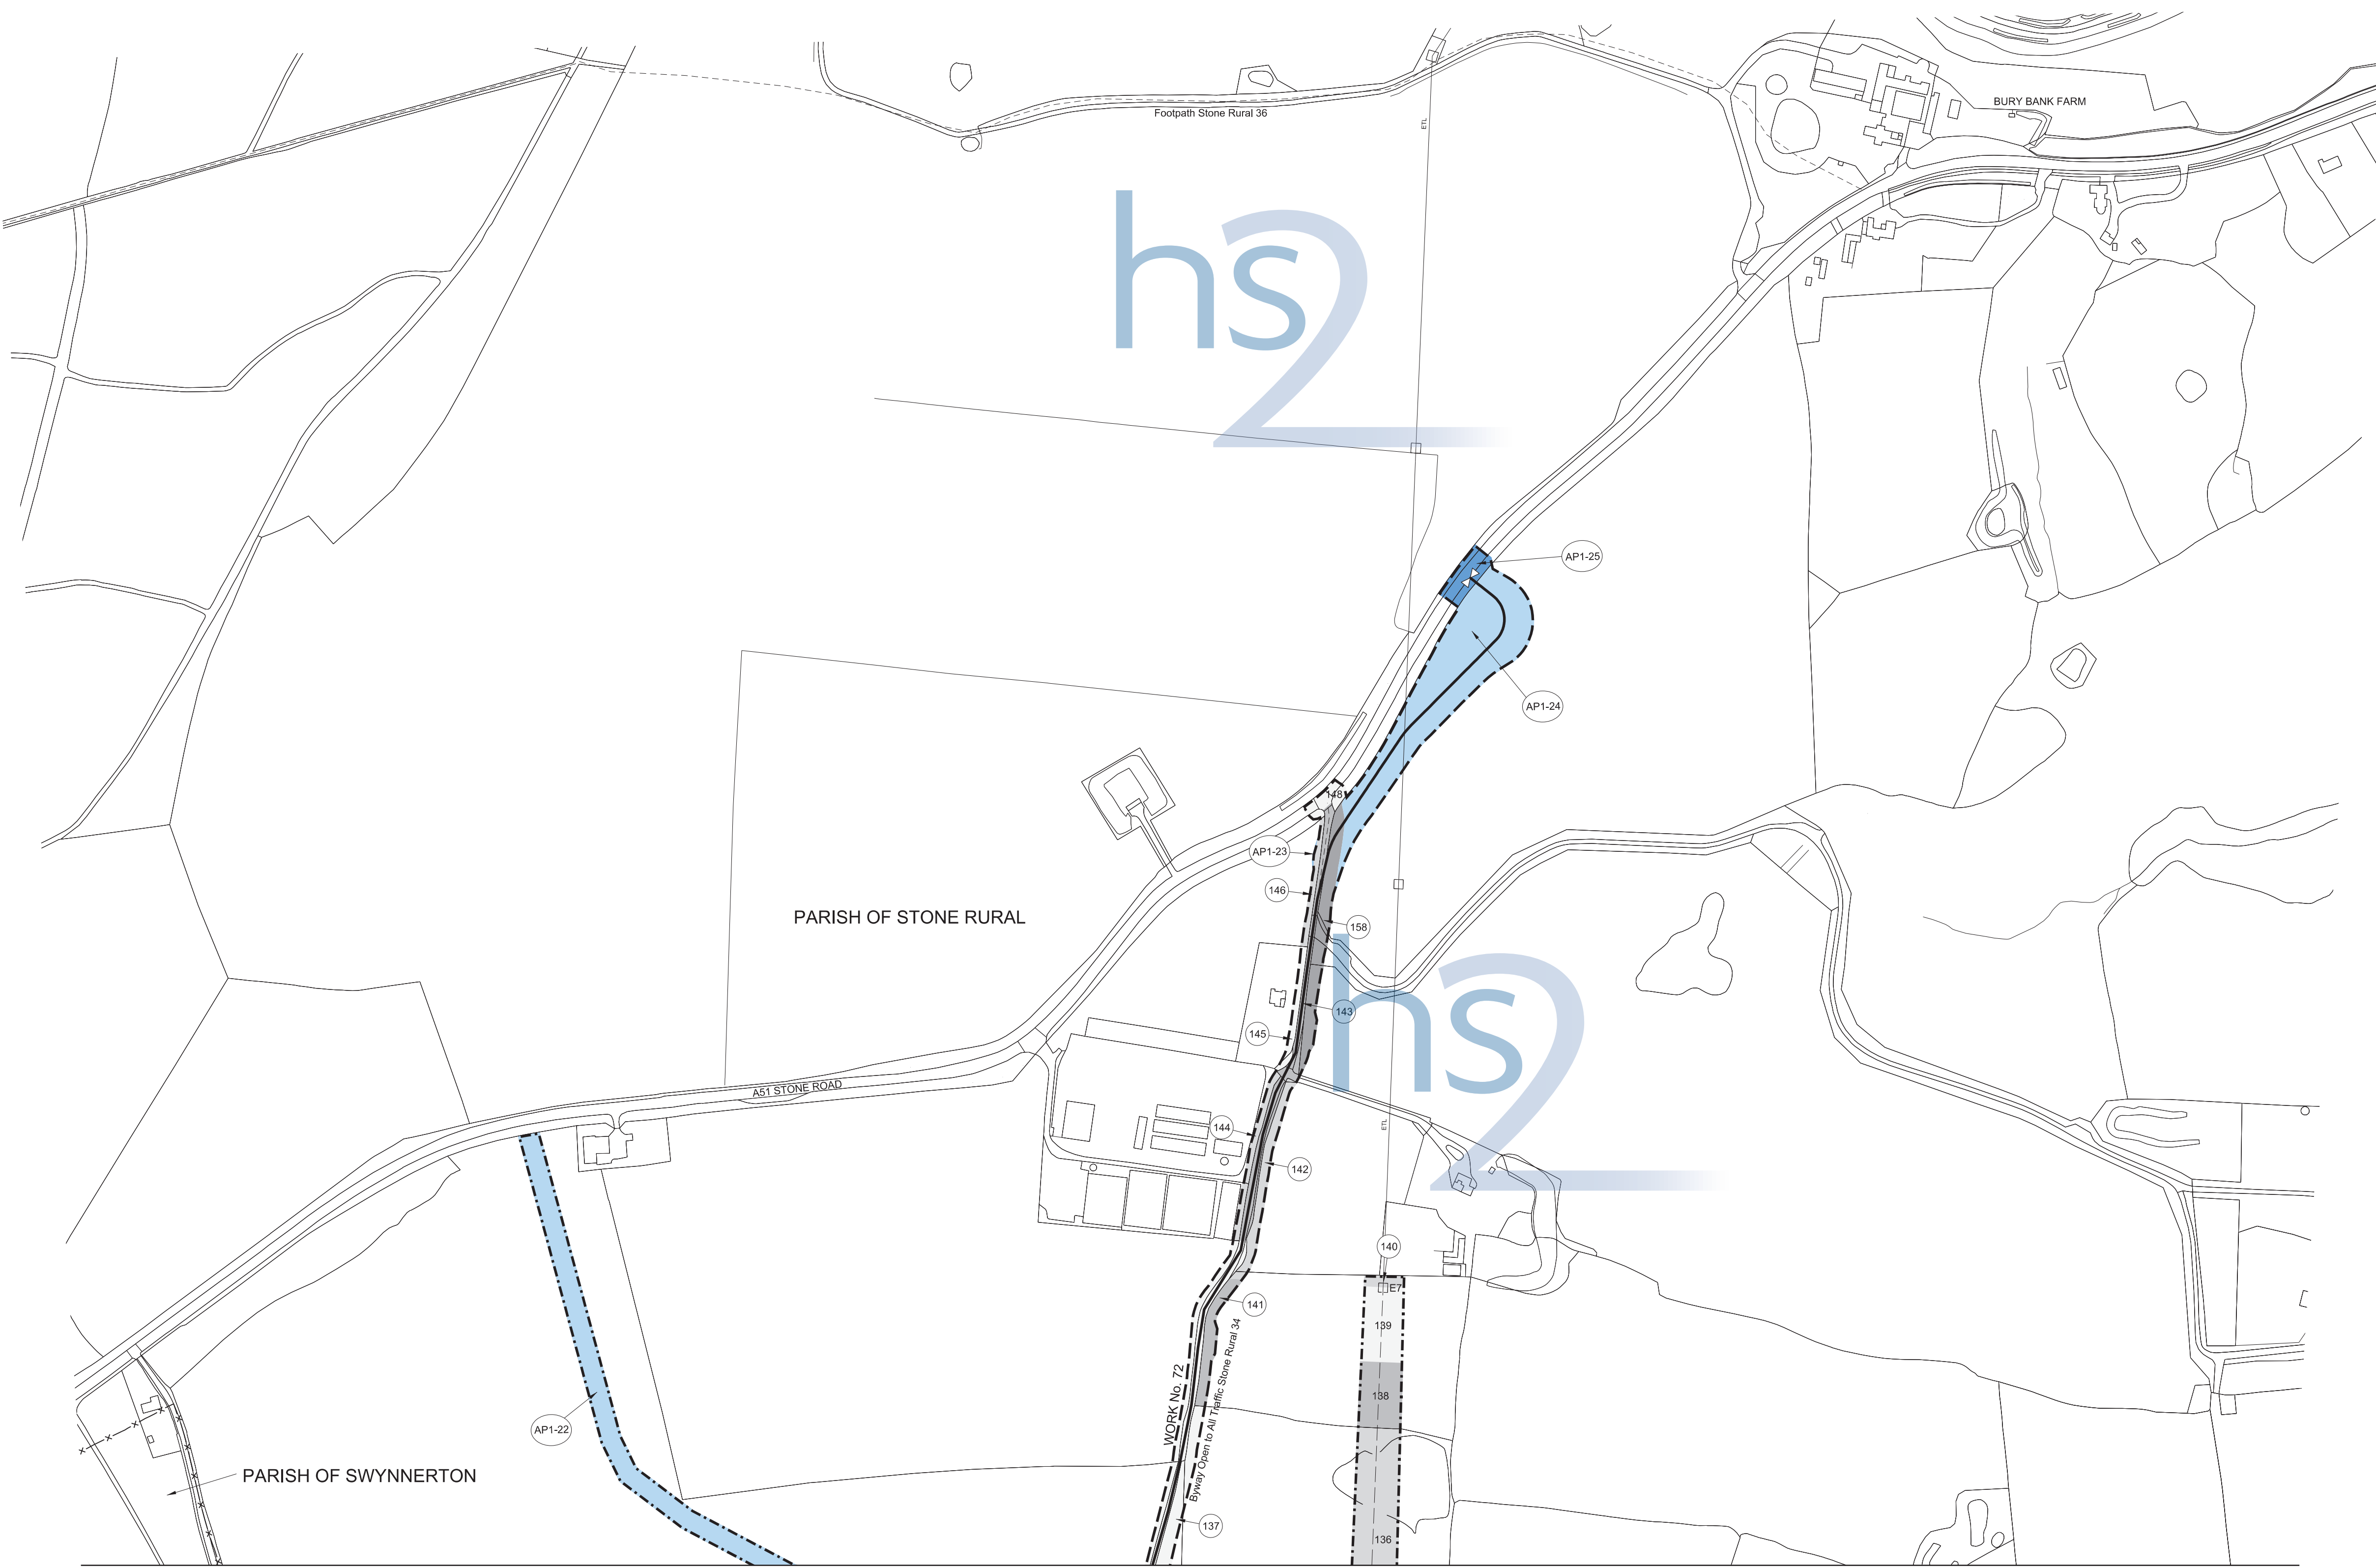 BURY BANK FARM
Footpath Stone Rural 36
ETL
hs2
AP1-25
AP1-24
148
AP1-23
146
PARISH OF STONE RURAL
158
hs2
143
145
A51 STONE ROAD
144
ETL
142
140
E7
141
139
WORK No. 72
Byway Open to All Traffic Stone Rural 34
138
AP1-22
PARISH OF SWYNNERTON
137
136